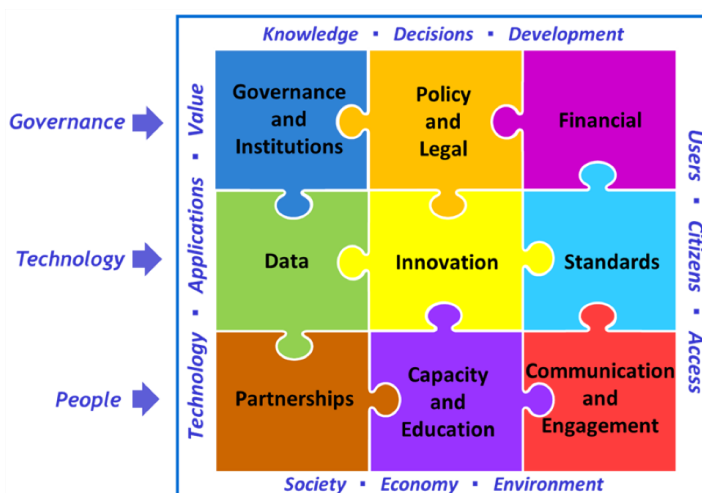 Knowledge ▪ Decisions ▪ Development
Governance
Technology ▪ Applications ▪ Value
Governance
and
Institutions
Policy
and
Legal
Financial
Users ▪ Citizens ▪ Access
Technology
Data
Innovation
Standards
People
Partnerships
Capacity
and
Education
Communication
and
Engagement
Society ▪ Economy ▪ Environment